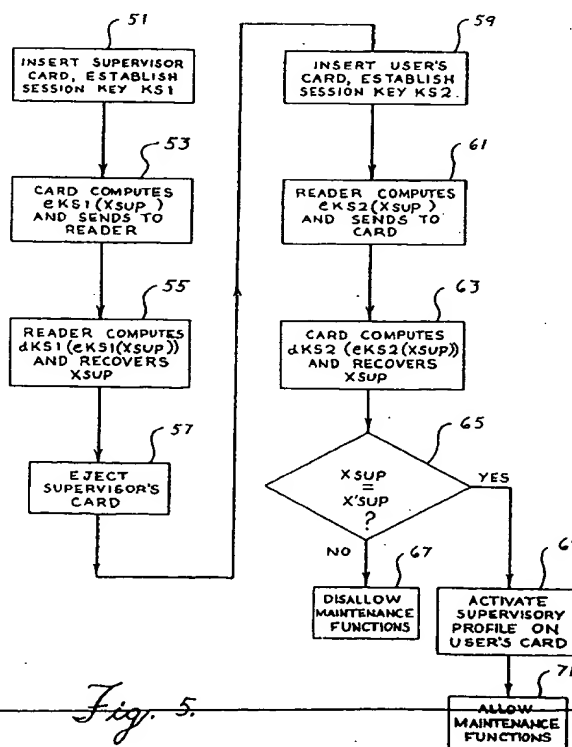 51
INSERT SUPERVISOR
CARD, ESTABLISH
SESSION KEY KS1
53
CARD COMPUTES
eKS1(XSUP)
AND SENDS TO
READER
55
READER COMPUTES
dKS1(eKS1(XSUP))
AND RECOVERS
XSUP
57
EJECT
SUPERVISOR'S
CARD
59
INSERT USER'S
CARD, ESTABLISH
SESSION KEY KS2.
61
READER COMPUTES
eKS2(XSUP)
AND SENDS TO
CARD
63
CARD COMPUTES
dKS2 (eKS2(XSUP))
AND RECOVERS
XSUP
65
XSUP
=
X'SUP
?
YES
NO
67
DISALLOW
MAINTENANCE
FUNCTIONS
ACTIVATE
SUPERVISORY
PROFILE ON
USER'S CARD
71
ALLOW
MAINTENANCE
FUNCTIONS
Fig. 5.